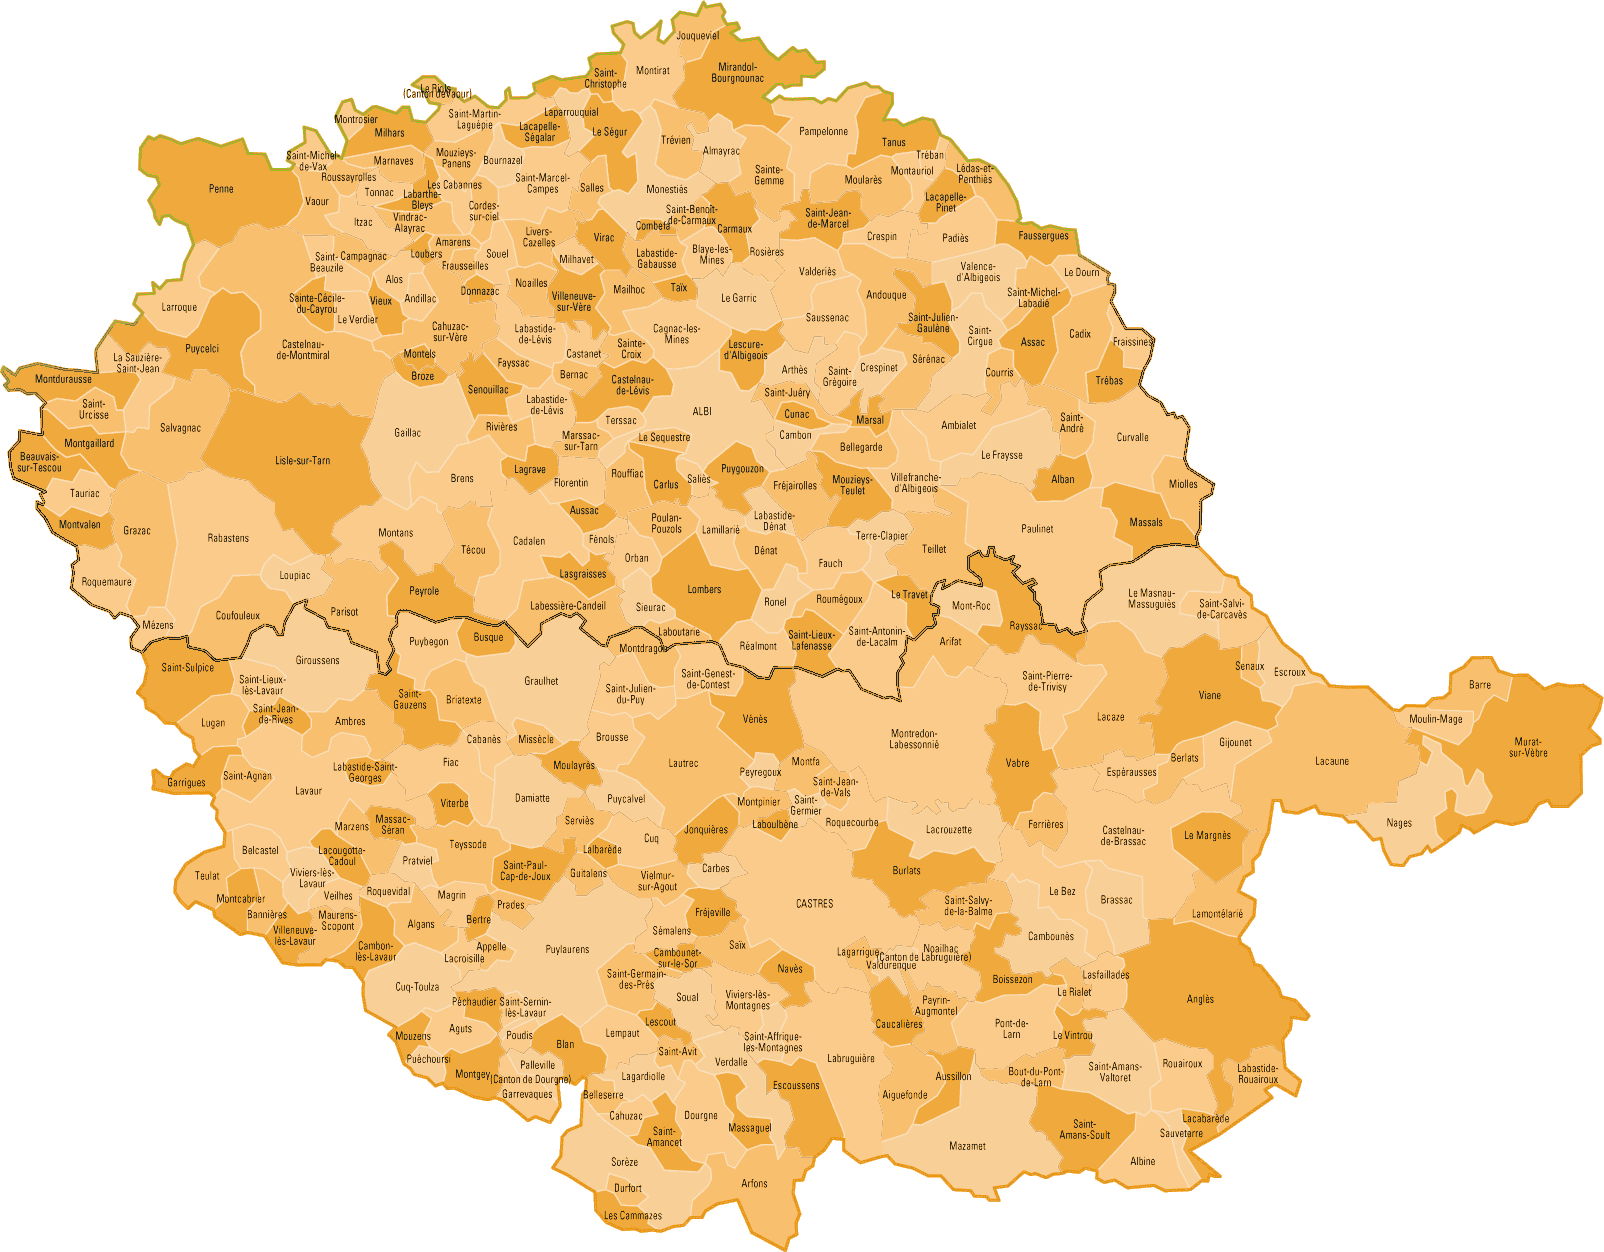 Jouqueviel
Montirat
Mirandol-
Bourgnounac
Saint-
Christophe
Le Riols
(Canton deVaour)
Montrosier
Milhars
Saint-Martin-
Laguépie
Laparrouquial
Lacapelle-
Ségalar
Le Ségur
Trévien
Almayrac
Pampelonne
Tanus
Tréban
Montauriol
Lédas-et-
Penthiès
Saint-Michel-
de-Vax
Marnaves
Mouzieys-
Panens
Bournazel
Roussayrolles
Penne
Vaour
Tonnac
Les Cabannes
Labarthe-
Bleys
Saint-Marcel-
Campes
Salles
Monestiés
Sainte-
Gemme
Moularès
Lacapelle-
Pinet
Itzac
Vindrac-
Alayrac
Cordes-
sur-ciel
Livers-
Cazelles
Virac
Combefa
Saint-Benoît-
de-Carmaux
Carmaux
Saint-Jean-
de-Marcel
Crespin
Padiès
Faussergues
Saint-
Beauzile
Campagnac
Loubers
Amarens
Frausseilles
Souel
Milhavet
Labastide-
Gabausse
Blaye-les-
Mines
Rosières
Valderiès
Valence-
d'Albigeois
Le Dourn
Alos
Vieux
Andillac
Donnazac
Noailles
Villeneuve-
sur-Vère
Mailhoc
Taïx
Le Garric
Andouque
Saint-Michel-
Labadié
Larroque
Sainte-Cécile-
du-Cayrou
Le Verdier
Cahuzac-
sur-Vère
Labastide-
de-Lévis
Cagnac-les-
Mines
Saussenac
Saint-Julien-
Gaulène
Saint-
Cirgue
Assac
Cadix
Fraissines
Puycelci
Castelnau-
de-Montmiral
La Sauzière-
Saint-Jean
Montels
Broze
Fayssac
Castanet
Sainte-
Croix
Lescure-
d'Albigeois
Arthès
Saint-
Grégoire
Crespinet
Sérénac
Courris
Trébas
Montdurausse
Senouillac
Bernac
Castelnau-
de-Lévis
Saint-Juéry
Saint-
Urcisse
Labastide-
de-Lévis
ALBI
Cunac
Marsal
Ambialet
Saint-
André
Salvagnac
Gaillac
Rivières
Terssac
Montgaillard
Marssac-
sur-Tarn
Le Sequestre
Cambon
Bellegarde
Le Fraysse
Curvalle
Beauvais-
sur-Tescou
Lisle-sur-Tarn
Lagrave
Rouffiac
Puygouzon
Brens
Florentin
Carlus
Saliès
Fréjairolles
Mouzieys-
Teulet
Villefranche-
d'Albigeois
Alban
Miolles
Tauriac
Montvalen
Grazac
Rabastens
Montans
Técou
Cadalen
Aussac
Fénols
Poulan-
Pouzols
Lamillarié
Labastide-
Dénat
Dénat
Terre-Clapier
Teillet
Paulinet
Massals
Roquemaure
Loupiac
Peyrole
Lasgraisses
Orban
Lombers
Fauch
Coufouleux
Parisot
Labessière-Candeil
Sieurac
Ronel
Roumégoux
Le Travet
Mont-Roc
Le Masnau-
Massuguiès
Saint-Salvi-
de-Carcavès
Mézens
Puybegon
Busque
Laboutarie
Réalmont
Saint-Lieux-
Lafenasse
Saint-Antonin-
de-Lacalm
Arifat
Rayssac
Saint-Sulpice
Giroussens
Montdragon
Saint-Lieux-
lès-Lavaur
Graulhet
Saint-Julien-
du-Puy
Saint-Genest-
de-Contest
Saint-Pierre-
de-Trivisy
Senaux
Escroux
Barre
Saint-
Gauzens
Briatexte
Viane
Lugan
Saint-Jean-
de-Rives
Ambres
Vénès
Lacaze
Moulin-Mage
Cabanès
Missècle
Brousse
Montredon-
Labessonnié
Gijounet
Murat-
sur-Vèbre
Garrigues
Saint-Agnan
Labastide-Saint-
Georges
Fiac
Moulayrès
Lautrec
Peyregoux
Montfa
Vabre
Espérausses
Berlats
Lacaune
Lavaur
Viterbe
Damiatte
Puycalvel
Montpinier
Saint-Jean-
de-Vals
Saint-
Germier
Marzens
Massac-
Séran
Serviès
Jonquières
Laboulbène
Roquecourbe
Lacrouzette
Ferrières
Castelnau-
de-Brassac
Le Margnès
Nages
Belcastel
Lacougotte-
Cadoul
Pratviel
Teyssode
Lalbarède
Cuq
Teulat
Viviers-lès-
Lavaur
Saint-Paul-
Cap-de-Joux
Guitalens
Vielmur-
sur-Agout
Carbes
Burlats
Montcabrier
Veilhes
Roquevidal
Magrin
Prades
CASTRES
Le Bez
Brassac
Bannières
Maurens-
Scopont
Algans
Bertre
Fréjeville
Saint-Salvy-
de-la-Balme
Lamontélarié
Villeneuve-
lès-Lavaur
Sémalens
Cambounès
Cambon-
lès-Lavaur
Appelle
Lacroisille
Puylaurens
Cambounet-
sur-le-Sor
Saïx
Lagarrigue
Noailhac
(Canton de Labruguière)
Valdurenque
Cuq-Toulza
Saint-Germain-
des-Prés
Navès
Boissezon
Lasfaillades
Péchaudier
Saint-Sernin-
lès-Lavaur
Soual
Viviers-lès-
Montagnes
Payrin-
Augmontel
Le Rialet
Anglès
Mouzens
Aguts
Poudis
Blan
Lempaut
Lescout
Caucalières
Pont-de-
Larn
Le Vintrou
Puéchoursi
Saint-Avit
Saint-Affrique-
les-Montagnes
Labruguière
Montgey
Palleville
(Canton de Dourgne)
Lagardiolle
Verdalle
Escoussens
Aussillon
Bout-du-Pont-
de-Larn
Saint-Amans-
Valtoret
Rouairoux
Labastide-
Rouairoux
Garrevaques
Belleserre
Aiguefonde
Cahuzac
Dourgne
Massaguel
Saint-
Amancet
Saint-
Amans-Soult
Lacabarède
Sauveterre
Mazamet
Albine
Sorèze
Durfort
Arfons
Les Cammazes